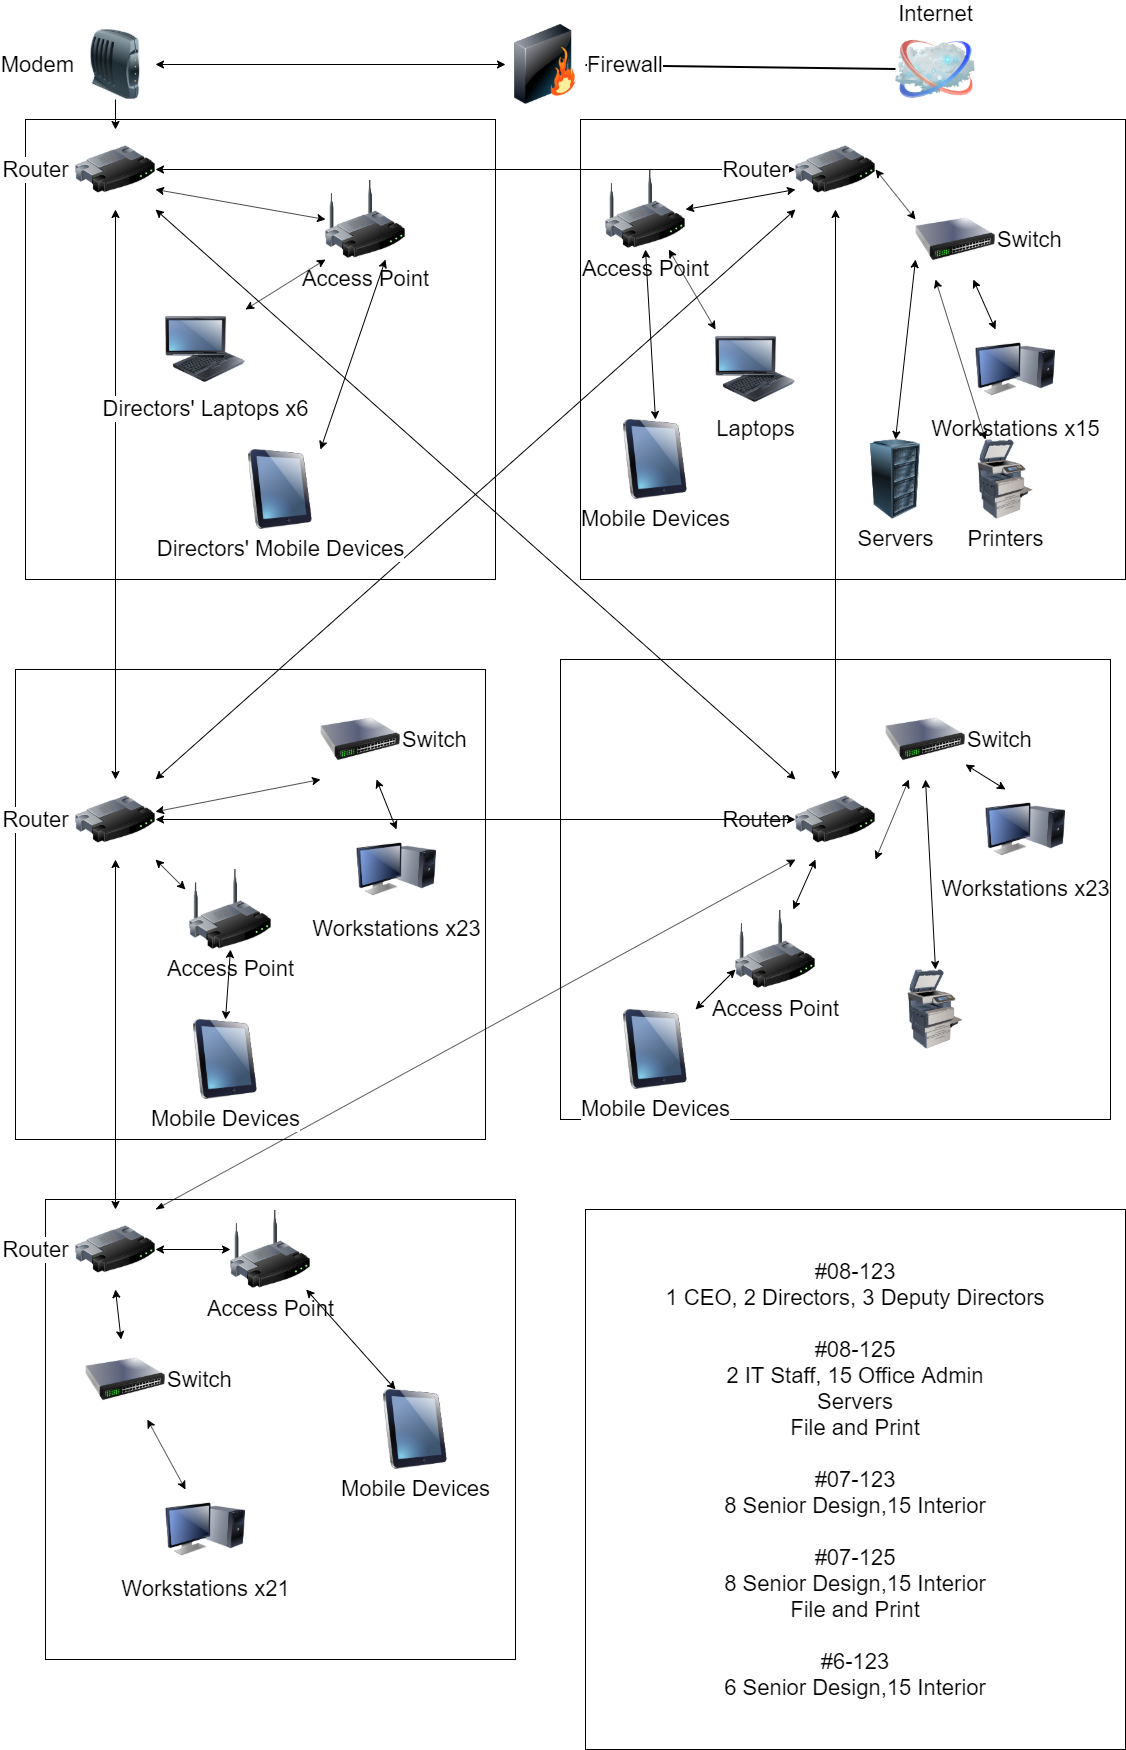 Internet
Modem
Firewall
Router
Router
Switch
Access Point
Access Point
Directors' Laptops x6
Laptops
Workstations x15
Mobile Devices
Directors' Mobile Devices
Servers
Printers
Switch
Switch
Router
Router
Workstations x23
Workstations x23
Access Point
Access Point
Mobile Devices
Mobile Devices
Router
Access Point
Switch
Mobile Devices
Workstations x21
#08-123
1 CEO, 2 Directors, 3 Deputy Directors
#08-125
2 IT Staff, 15 Office Admin
Servers
File and Print
#07-123
8 Senior Design,15 Interior
#07-125
8 Senior Design,15 Interior
File and Print
#6-123
6 Senior Design,15 Interior